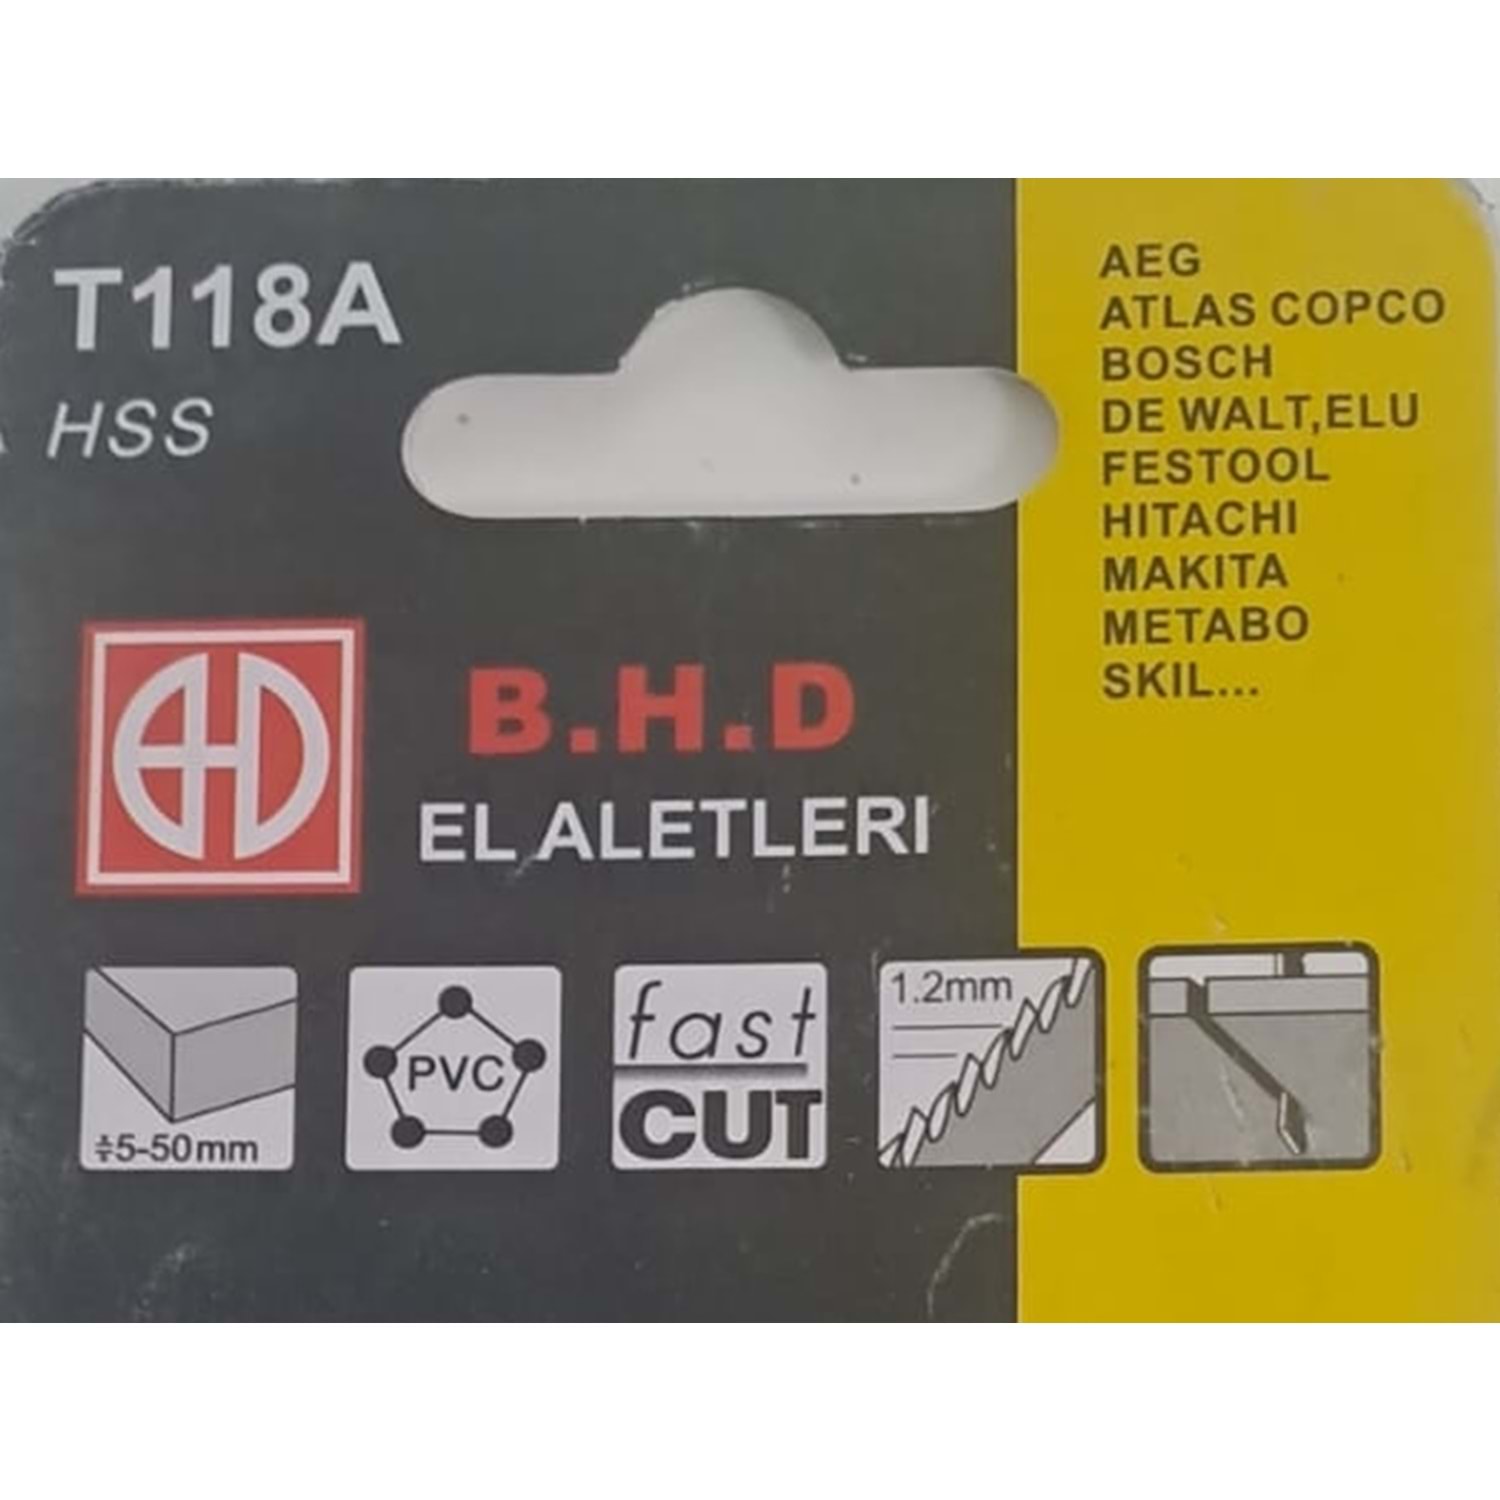 T118A
HSS
AEG
ATLAS COPCO
BOSCH
DE WALT,ELU
FESTOOL
HITACHI
MAKITA
METABO
SKIL...
BHD
B.H.D
EL ALETLERI
5-50mm
PVC
fast
CUT
1.2mm